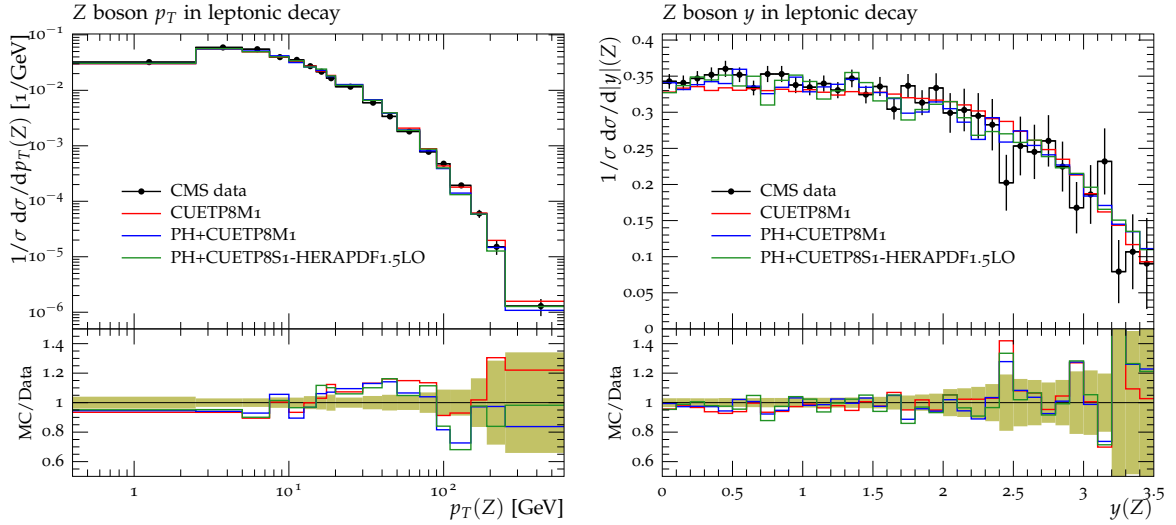 Z boson p_T in leptonic decay
10^−1
10^−2
10^−3
10^−4
10^−5
10^−6
1/σ dσ/dp_T(Z) [1/GeV]
CMS data
CUETP8M1
PH+CUETP8M1
PH+CUETP8S1-HERAPDF1.5LO
1.4
1.2
1
0.8
0.6
MC/Data
1
10^1
10^2
p_T(Z) [GeV]
Z boson y in leptonic decay
0.4
0.35
0.3
0.25
0.2
0.15
0.1
0.05
0
1/σ dσ/d|y|(Z)
CMS data
CUETP8M1
PH+CUETP8M1
PH+CUETP8S1-HERAPDF1.5LO
1.4
1.2
1
0.8
0.6
MC/Data
0
0.5
1
1.5
2
2.5
3
3.5
y(Z)